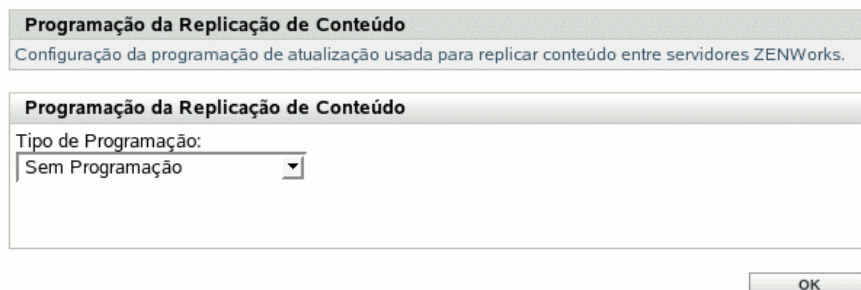 Programação da Replicação de Conteúdo
Configuração da programação de atualização usada para replicar conteúdo entre servidores ZENWorks.
Programação da Replicação de Conteúdo
Tipo de Programação:
Sem Programação
OK